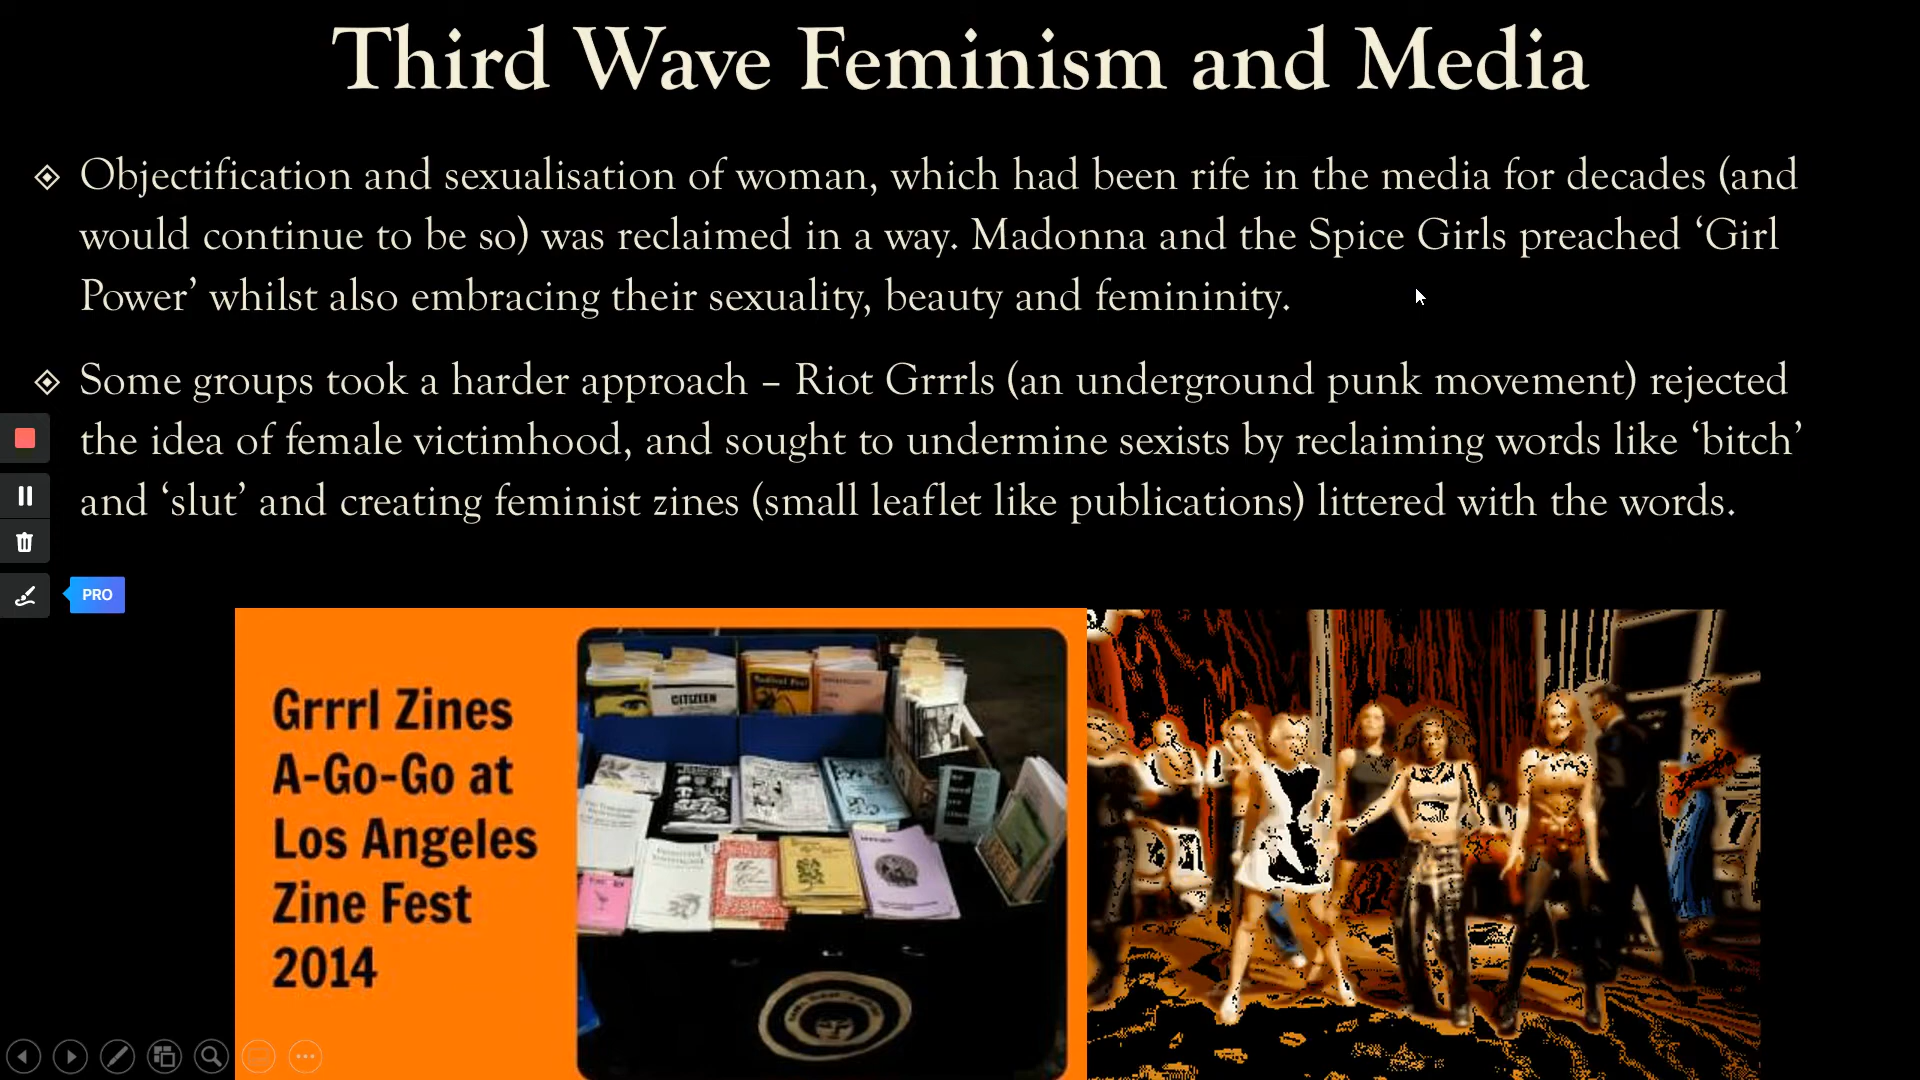 Third Wave Feminism and Media
Objectification and sexualisation of woman, which had been rife in the media for decades (and
would continue to be so) was reclaimed in a way. Madonna and the Spice Girls preached ‘Girl
Power’ whilst also embracing their sexuality, beauty and femininity.
Some groups took a harder approach – Riot Grrrls (an underground punk movement) rejected
the idea of female victimhood, and sought to undermine sexists by reclaiming words like ‘bitch’
and ‘slut’ and creating feminist zines (small leaflet like publications) littered with the words.
PRO
Grrrl Zines
A-Go-Go at
Los Angeles
Zine Fest
2014
CITIZEEN